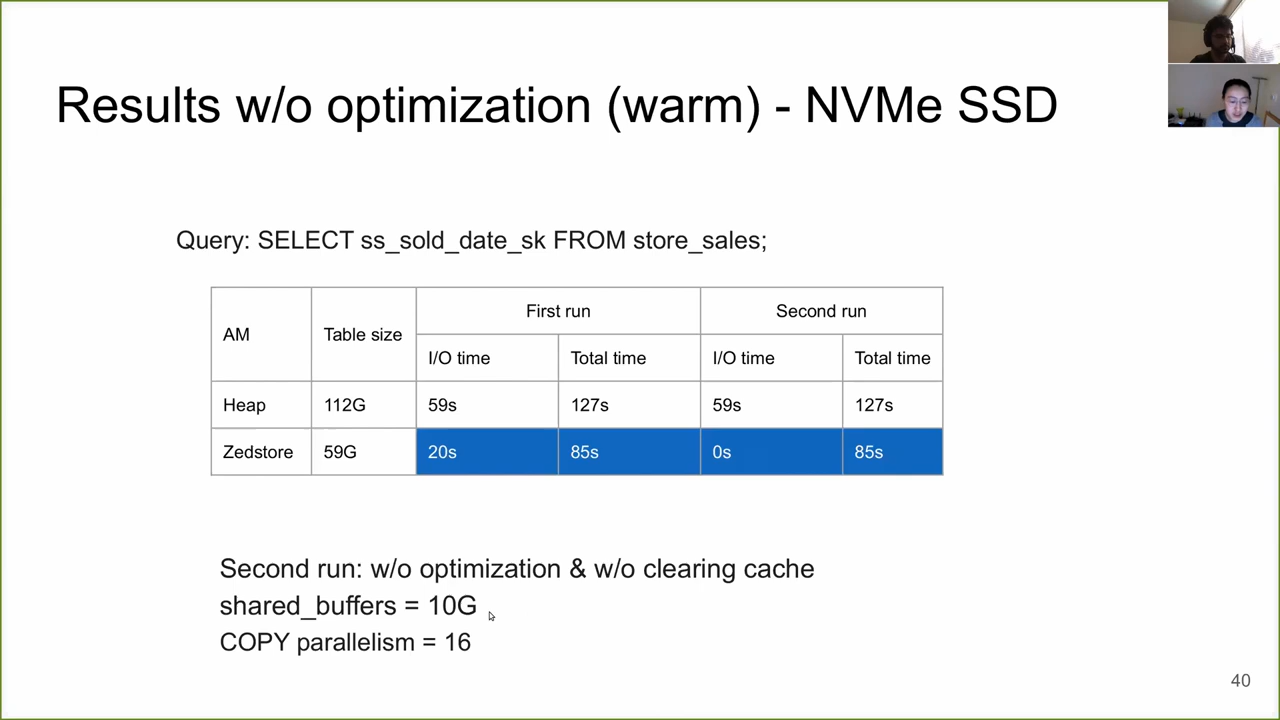 Results w/o optimization (warm) - NVMe SSD
Query: SELECT ss_sold_date_sk FROM store_sales;
AM Table size First run Second run
I/O time Total time I/O time Total time
Heap 112G 59s 127s 59s 127s
Zedstore 59G 20s 85s 0s 85s
Second run: w/o optimization & w/o clearing cache
shared_buffers = 10G
COPY parallelism = 16
40